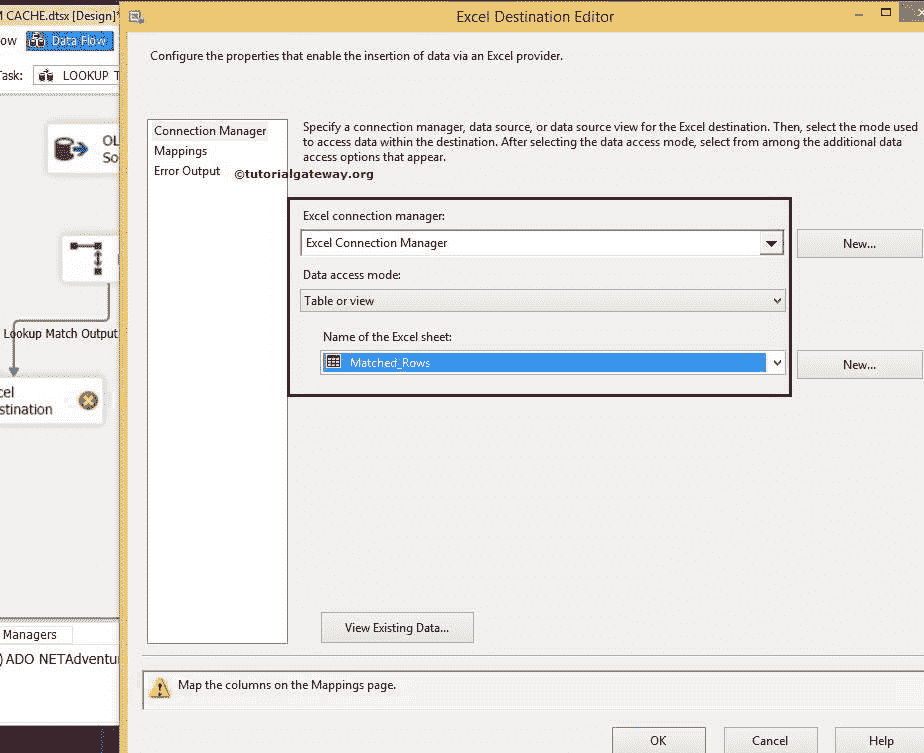 M CACHE.dtsx [Design]*
Excel Destination Editor
ow
Data Flow
Configure the properties that enable the insertion of data via an Excel provider.
Task:
LOOKUP T
OL
So
Connection Manager
Mappings
Error Output
©tutorialgateway.org
Specify a connection manager, data source, or data source view for the Excel destination. Then, select the mode used
to access data within the destination. After selecting the data access mode, select from among the additional data
access options that appear.
Excel connection manager:
Excel Connection Manager
New...
Data access mode:
Table or view
Name of the Excel sheet:
Matched_Rows
New...
Lookup Match Output
cel
stination
View Existing Data...
Managers
) ADO NETAdventu
Map the columns on the Mappings page.
OK
Cancel
Help